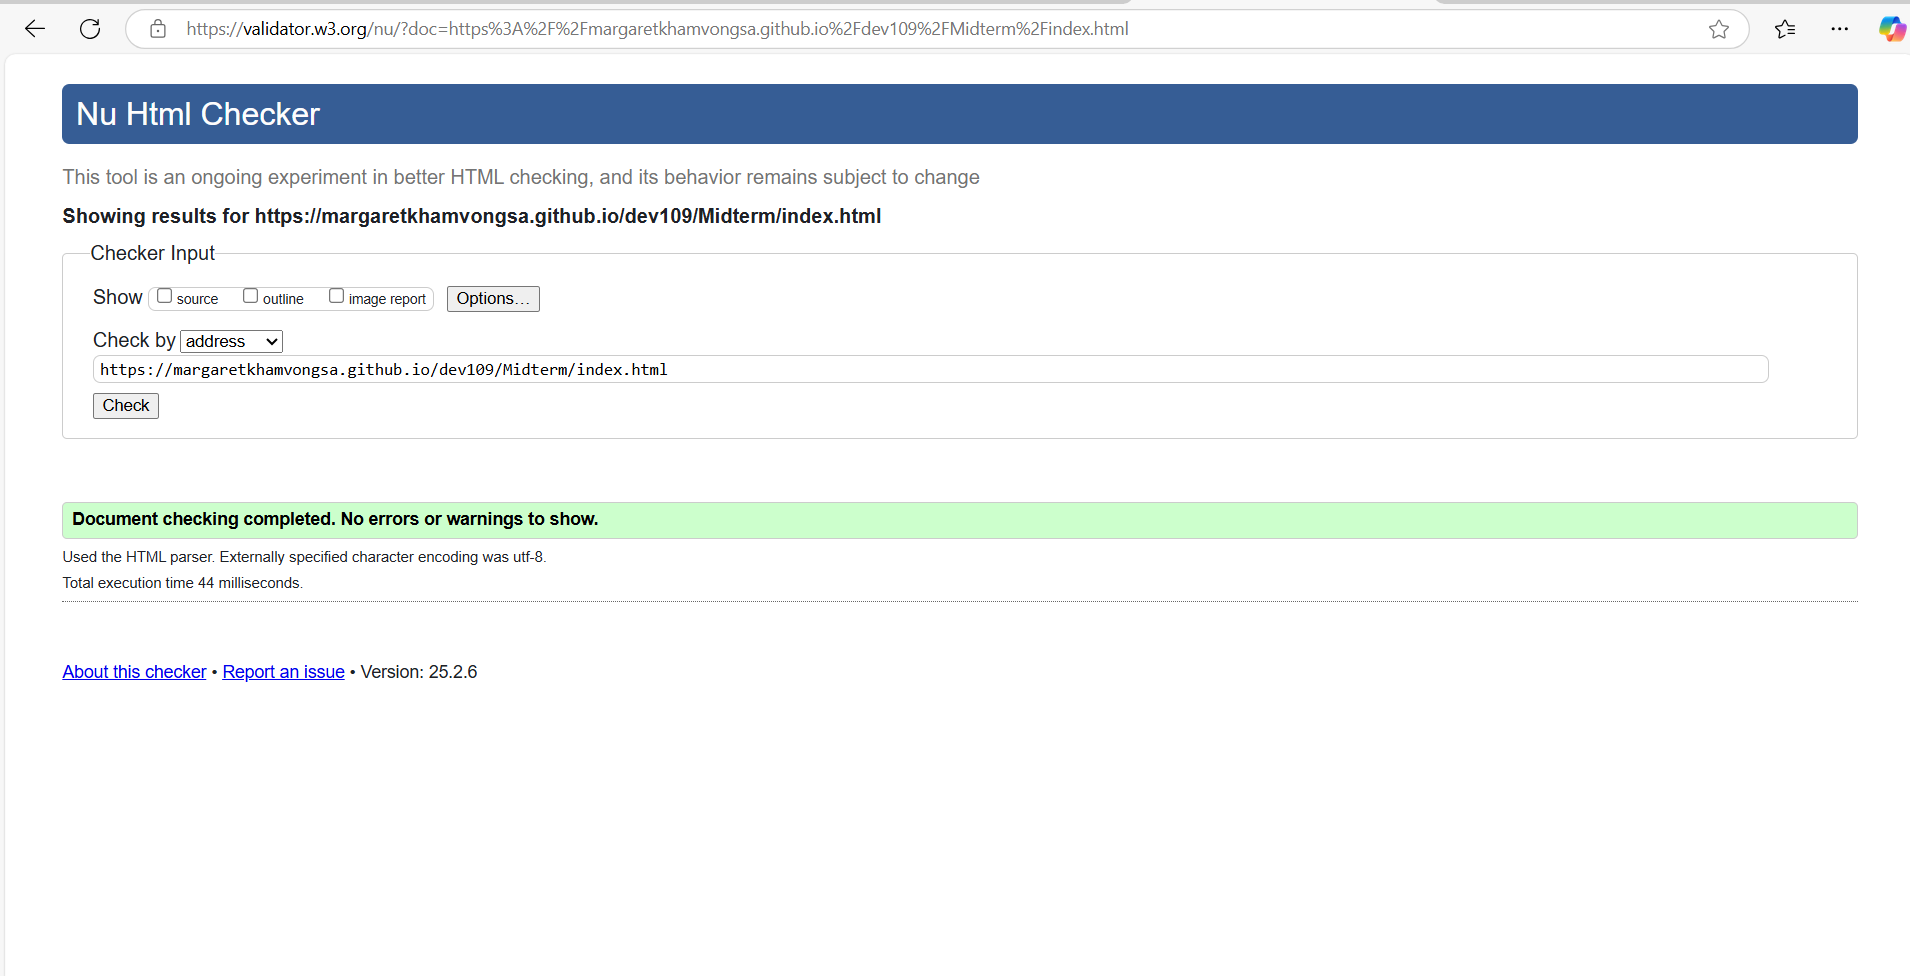 https://validator.w3.org/nu/?doc=https%3A%2F%2Fmargaretkhamvongsa.github.io%2Fdev109%2FMidterm%2Findex.html
Nu Html Checker
This tool is an ongoing experiment in better HTML checking, and its behavior remains subject to change
Showing results for https://margaretkhamvongsa.github.io/dev109/Midterm/index.html
Checker Input
Show source outline image report Options...
Check by address
https://margaretkhamvongsa.github.io/dev109/Midterm/index.html
Check
Document checking completed. No errors or warnings to show.
Used the HTML parser. Externally specified character encoding was utf-8.
Total execution time 44 milliseconds.
About this checker • Report an issue • Version: 25.2.6